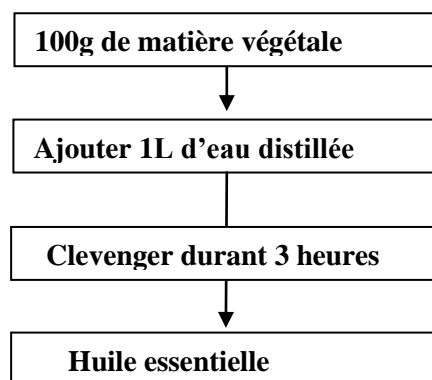 100g de matière végétale
Ajouter 1L d’eau distillée
Clevenger durant 3 heures
Huile essentielle